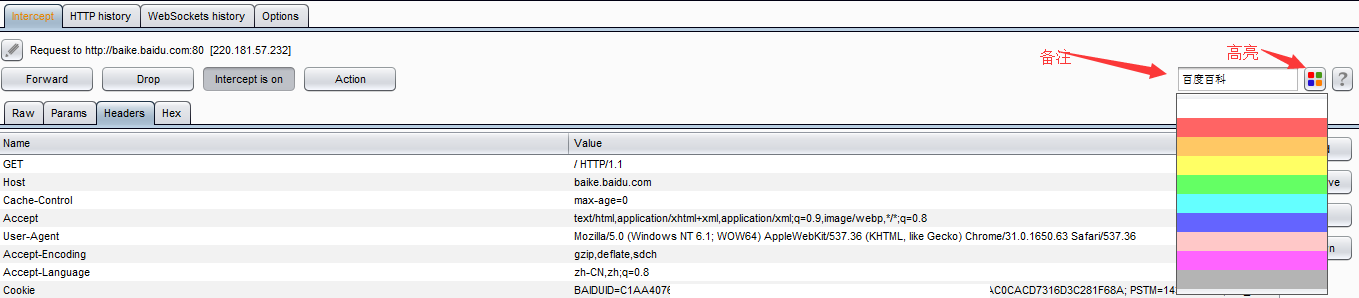 Intercept HTTP history WebSockets history Options
Request to http://baike.baidu.com:80 [220.181.57.232]
备注
高亮
Forward Drop Intercept is on Action
百度百科
?
Raw Params Headers Hex
Name Value
GET / HTTP/1.1
Host baike.baidu.com
Cache-Control max-age=0
Accept text/html,application/xhtml+xml,application/xml;q=0.9,image/webp,*/*;q=0.8
User-Agent Mozilla/5.0 (Windows NT 6.1; WOW64) AppleWebKit/537.36 (KHTML, like Gecko) Chrome/31.0.1650.63 Safari/537.36
Accept-Encoding gzip,deflate,sdch
Accept-Language zh-CN,zh;q=0.8
Cookie BAIDUID=C1AA4076 AC0CACD7316D3C281F68A; PSTM=14